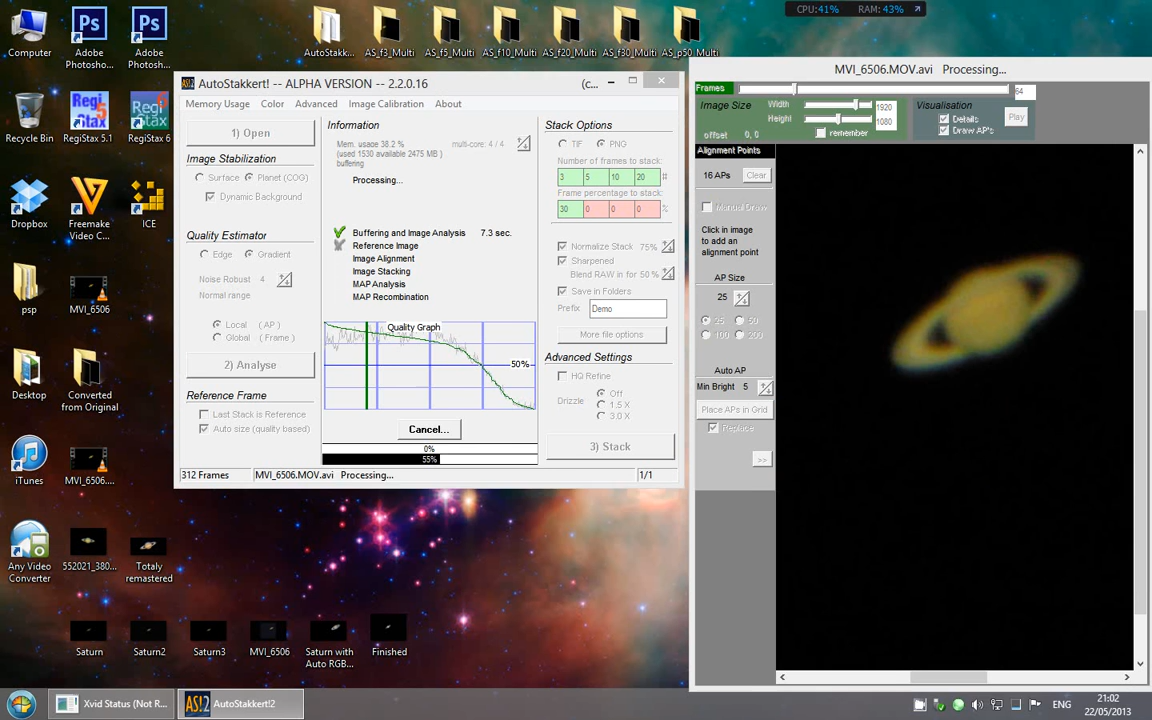 CPU:41% RAM: 43%
Computer
Adobe
Photosho...
Adobe
Photosh...
AutoStakk...
AS_f3_Multi
AS_f5_Multi
AS_f10_Multi
AS_f20_Multi
AS_f30_Multi
AS_p50_Multi
Recycle Bin
RegiStax 5.1
RegiStax 6
Dropbox
Freemake
Video C...
ICE
psp
MVI_6506
Desktop
Converted
from Original
iTunes
MVI_6506....
Any Video
Converter
552021_380...
Totaly
remastered
Saturn
Saturn2
Saturn3
MVI_6506
Saturn with
Auto RGB...
Finished
AS!2 AutoStakkert! -- ALPHA VERSION -- 2.2.0.16 (c...
Memory Usage Color Advanced Image Calibration About
1) Open
Image Stabilization
Surface Planet (COG)
Dynamic Background
Quality Estimator
Edge Gradient
Noise Robust 4
Normal range
Local (AP)
Global (Frame)
2) Analyse
Reference Frame
Last Stack is Reference
Auto size (quality based)
Information
Mem. usage 38.2 % multi-core: 4 / 4
(used 1530 available 2475 MB )
buffering
Processing...
Buffering and Image Analysis 7.3 sec.
Reference Image
Image Alignment
Image Stacking
MAP Analysis
MAP Recombination
Quality Graph
50%
Cancel...
0%
55%
Stack Options
TIF PNG
Number of frames to stack:
3 5 10 20 #
Frame percentage to stack:
30 0 0 0 %
Normalize Stack 75%
Sharpened
Blend RAW in for 50 %
Save in Folders
Prefix Demo
More file options
Advanced Settings
HQ Refine
Drizzle
Off
1.5 X
3.0 X
3) Stack
312 Frames MVI_6506.MOV.avi Processing... 1/1
MVI_6506.MOV.avi Processing...
Frames 64
Image Size Width 1920
Height 1080
offset 0, 0 remember
Visualisation
Details
Draw AP's
Play
Alignment Points
16 APs Clear
Manual Draw
Click in image
to add an
alignment point
AP Size
25
25 50
100 200
Auto AP
Min Bright 5
Place APs in Grid
Replace
>>
Xvid Status (Not R...
AS!2 AutoStakkert!2
ENG
21:02
22/05/2013